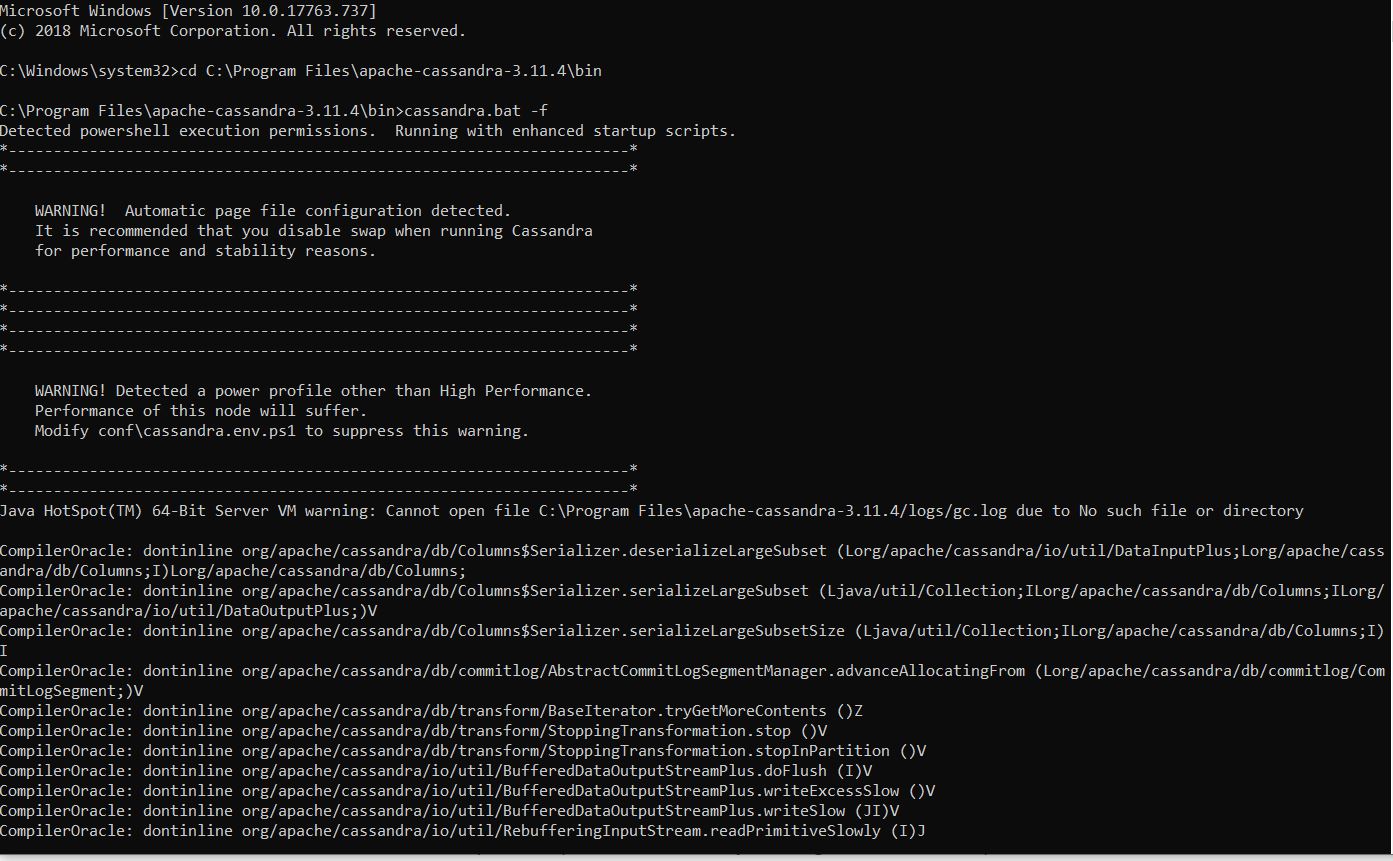 Microsoft Windows [Version 10.0.17763.737]
(c) 2018 Microsoft Corporation. All rights reserved.
C:\Windows\system32>cd C:\Program Files\apache-cassandra-3.11.4\bin
C:\Program Files\apache-cassandra-3.11.4\bin>cassandra.bat -f
Detected powershell execution permissions.  Running with enhanced startup scripts.
*---------------------------------------------------------------------*
*---------------------------------------------------------------------*
    WARNING!  Automatic page file configuration detected.
    It is recommended that you disable swap when running Cassandra
    for performance and stability reasons.
*---------------------------------------------------------------------*
*---------------------------------------------------------------------*
*---------------------------------------------------------------------*
*---------------------------------------------------------------------*
    WARNING! Detected a power profile other than High Performance.
    Performance of this node will suffer.
    Modify conf\cassandra.env.ps1 to suppress this warning.
*---------------------------------------------------------------------*
*---------------------------------------------------------------------*
Java HotSpot(TM) 64-Bit Server VM warning: Cannot open file C:\Program Files\apache-cassandra-3.11.4/logs/gc.log due to No such file or directory
CompilerOracle: dontinline org/apache/cassandra/db/Columns$Serializer.deserializeLargeSubset (Lorg/apache/cassandra/io/util/DataInputPlus;Lorg/apache/cass
andra/db/Columns;I)Lorg/apache/cassandra/db/Columns;
CompilerOracle: dontinline org/apache/cassandra/db/Columns$Serializer.serializeLargeSubset (Ljava/util/Collection;ILorg/apache/cassandra/db/Columns;ILorg/
apache/cassandra/io/util/DataOutputPlus;)V
CompilerOracle: dontinline org/apache/cassandra/db/Columns$Serializer.serializeLargeSubsetSize (Ljava/util/Collection;ILorg/apache/cassandra/db/Columns;I)
I
CompilerOracle: dontinline org/apache/cassandra/db/commitlog/AbstractCommitLogSegmentManager.advanceAllocatingFrom (Lorg/apache/cassandra/db/commitlog/Com
mitLogSegment;)V
CompilerOracle: dontinline org/apache/cassandra/db/transform/BaseIterator.tryGetMoreContents ()Z
CompilerOracle: dontinline org/apache/cassandra/db/transform/StoppingTransformation.stop ()V
CompilerOracle: dontinline org/apache/cassandra/db/transform/StoppingTransformation.stopInPartition ()V
CompilerOracle: dontinline org/apache/cassandra/io/util/BufferedDataOutputStreamPlus.doFlush (I)V
CompilerOracle: dontinline org/apache/cassandra/io/util/BufferedDataOutputStreamPlus.writeExcessSlow ()V
CompilerOracle: dontinline org/apache/cassandra/io/util/BufferedDataOutputStreamPlus.writeSlow (JI)V
CompilerOracle: dontinline org/apache/cassandra/io/util/RebufferingInputStream.readPrimitiveSlowly (I)J